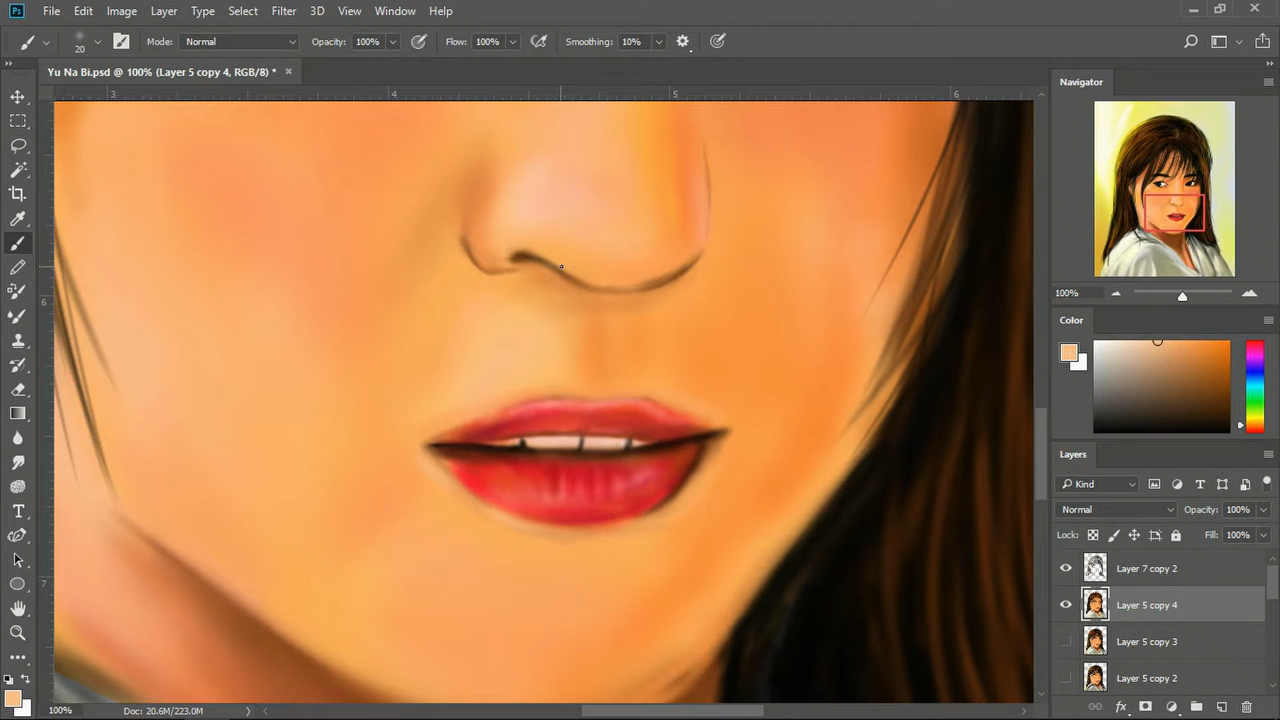 Ps File Edit Image Layer Type Select Filter 3D View Window Help
20 Mode: Normal Opacity: 100% Flow: 100% Smoothing: 10%
Yu Na Bi.psd @ 100% (Layer 5 copy 4, RGB/8) *
3 4 5 6
6
7
Navigator
100%
Color
Layers
Kind
Normal Opacity: 100%
Lock: Fill: 100%
Layer 7 copy 2
Layer 5 copy 4
Layer 5 copy 3
Layer 5 copy 2
100% Doc: 20.6M/223.0M